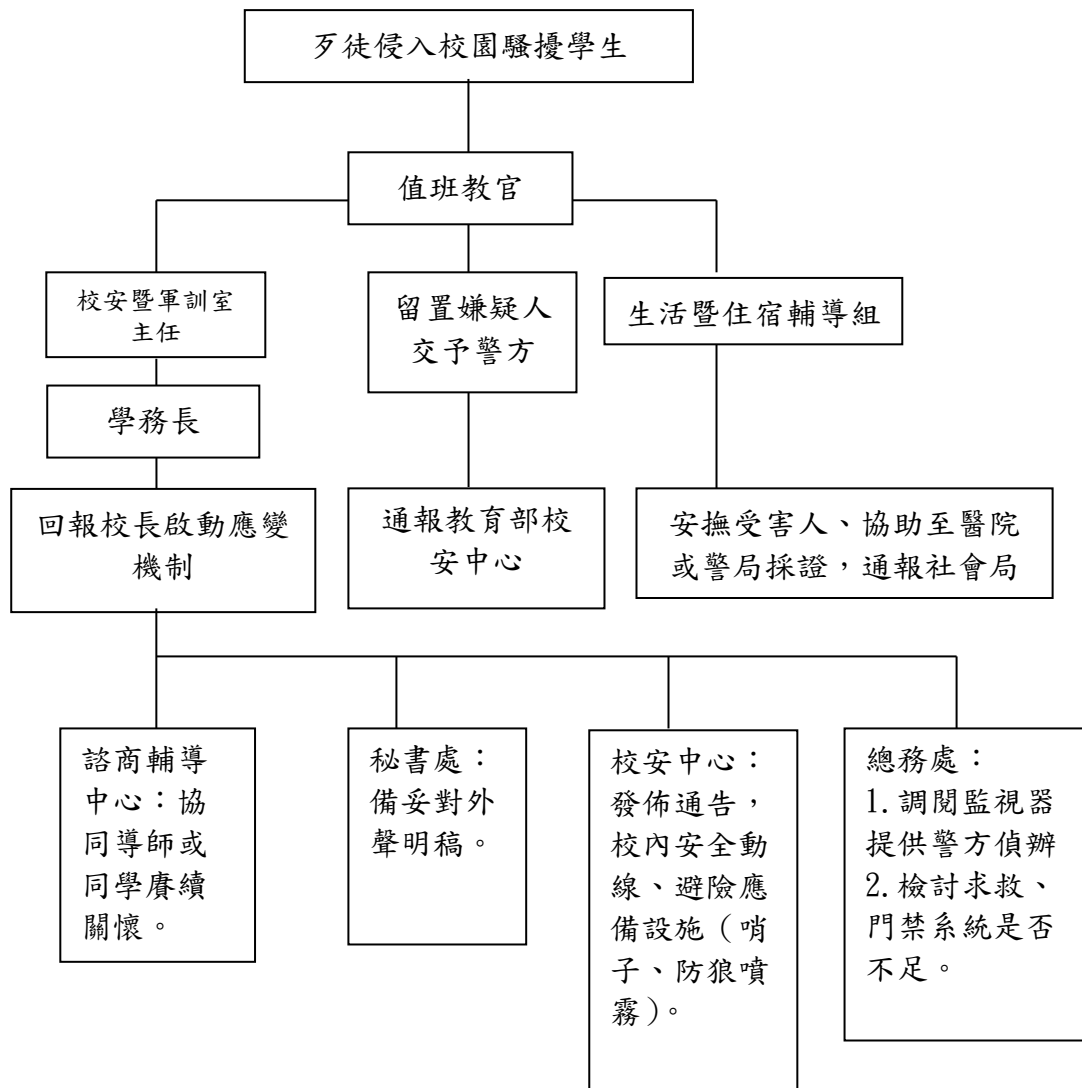 歹徒侵入校園騷擾學生
值班教官
校安暨軍訓室
主任
留置嫌疑人
交予警方
生活暨住宿輔導組
學務長
回報校長啟動應變
機制
通報教育部校
安中心
安撫受害人、協助至醫院
或警局採證，通報社會局
諮商輔導
中心：協
同導師或
同學賡續
關懷。
秘書處：
備妥對外
聲明稿。
校安中心：
發佈通告，
校內安全動
線、避險應
備設施（哨
子、防狼噴
霧）。
總務處：
1.調閱監視器
提供警方偵辦
2.檢討求救、
門禁系統是否
不足。